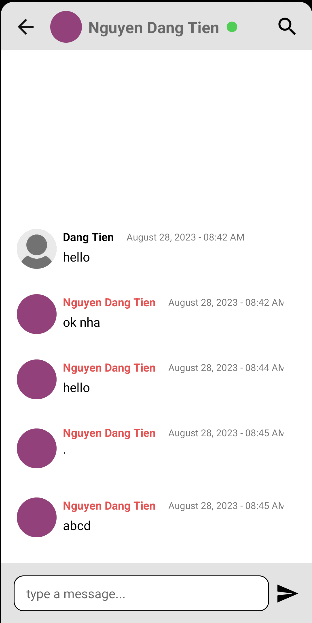 Nguyen Dang Tien
Dang Tien August 28, 2023 - 08:42 AM
hello
Nguyen Dang Tien August 28, 2023 - 08:42 AM
ok nha
Nguyen Dang Tien August 28, 2023 - 08:44 AM
hello
Nguyen Dang Tien August 28, 2023 - 08:45 AM
.
Nguyen Dang Tien August 28, 2023 - 08:45 AM
abcd
type a message...